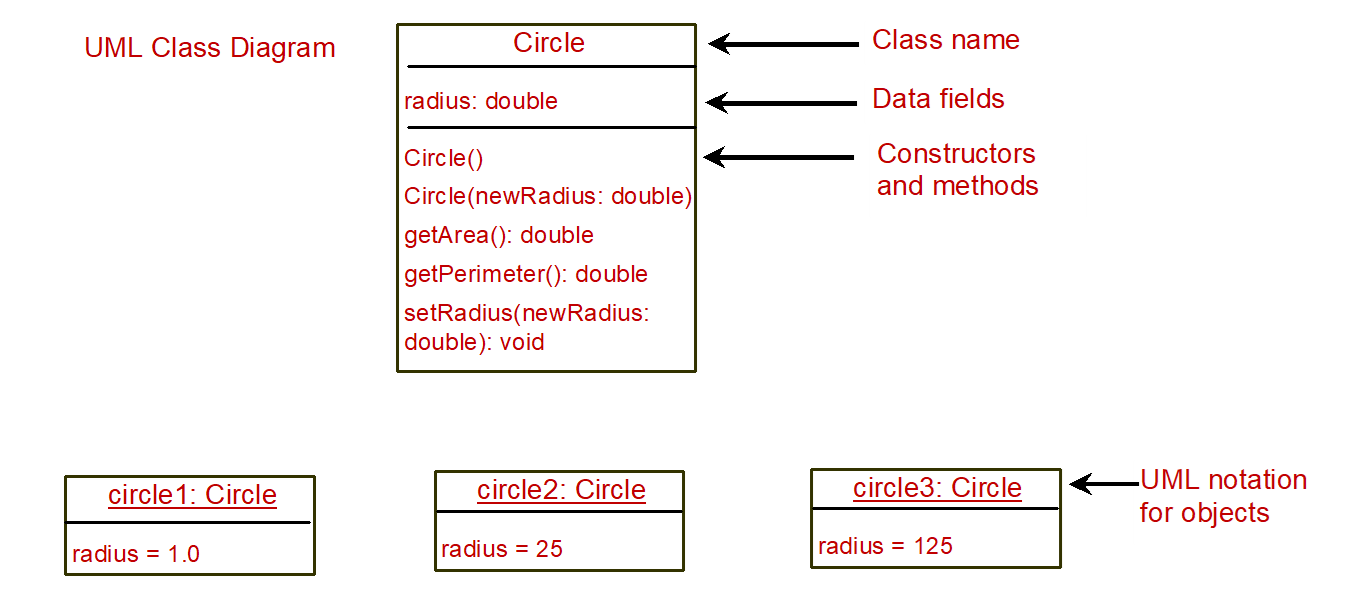 UML Class Diagram
Circle
Class name
radius: double
Data fields
Circle()
Constructors
and methods
Circle(newRadius: double)
getArea(): double
getPerimeter(): double
setRadius(newRadius:
double): void
circle1: Circle
radius = 1.0
circle2: Circle
radius = 25
circle3: Circle
radius = 125
UML notation
for objects